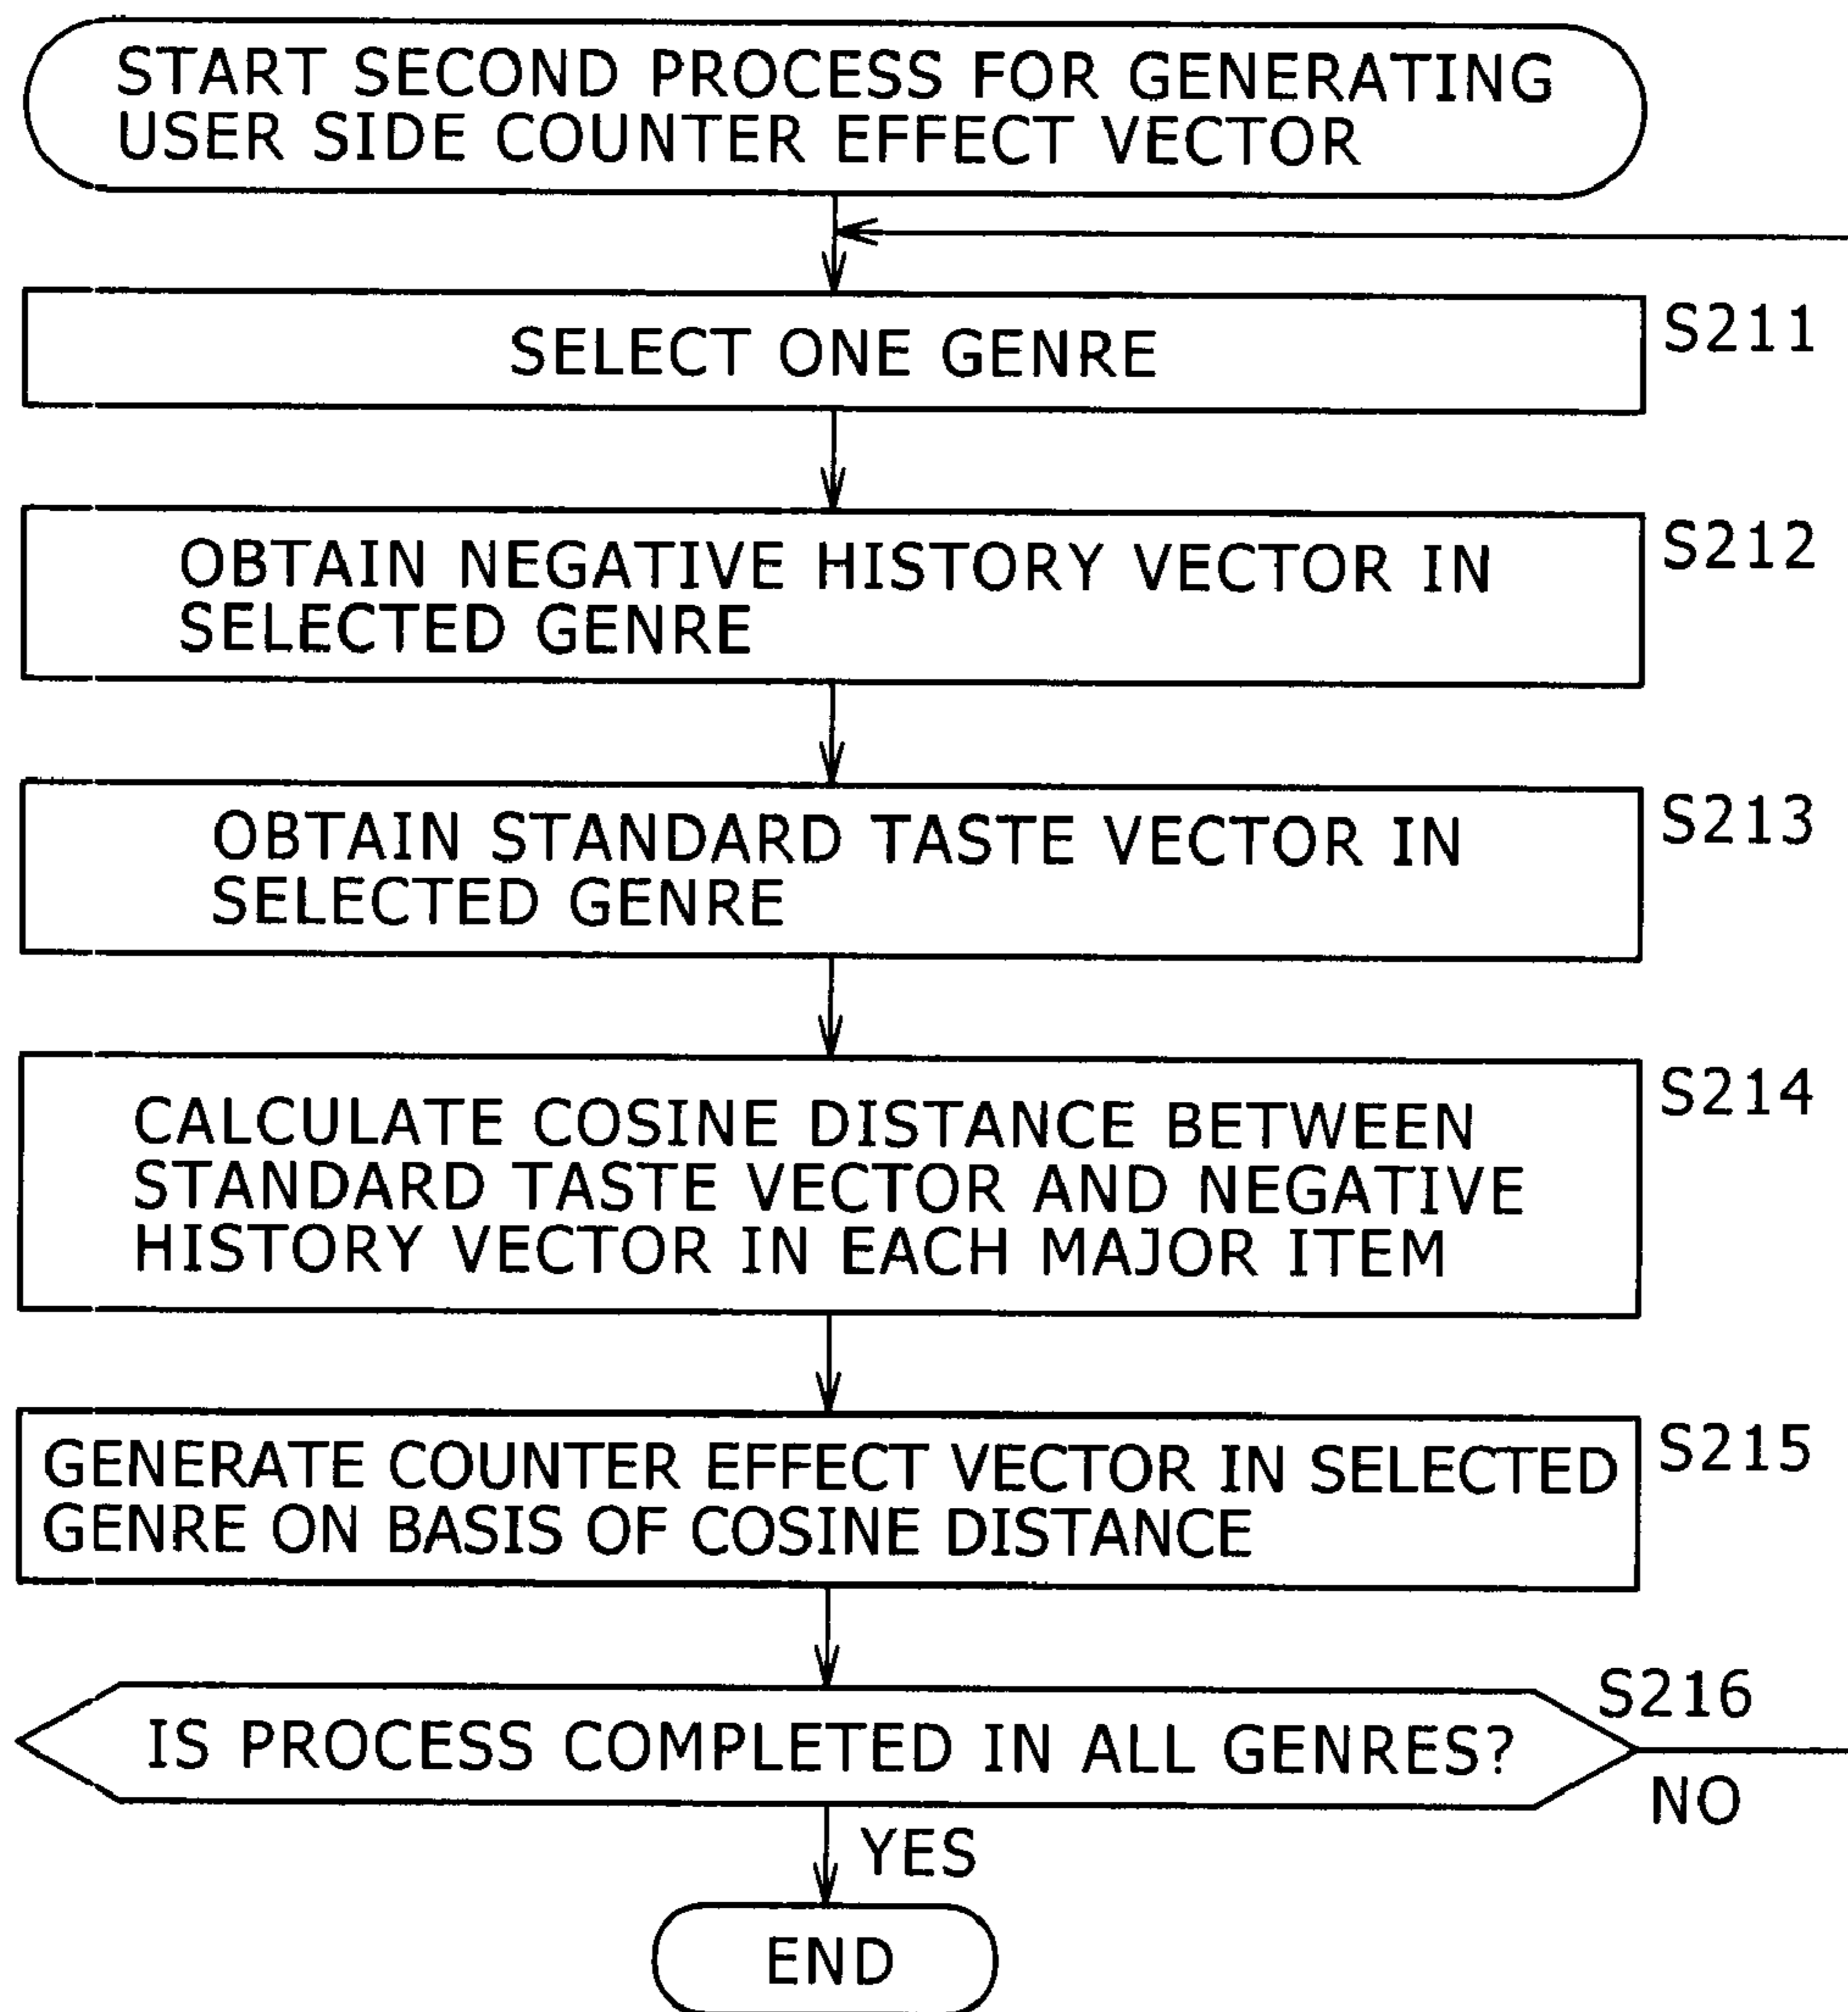 START SECOND PROCESS FOR GENERATING
USER SIDE COUNTER EFFECT VECTOR
SELECT ONE GENRE
S211
OBTAIN NEGATIVE HISTORY VECTOR IN
SELECTED GENRE
S212
OBTAIN STANDARD TASTE VECTOR IN
SELECTED GENRE
S213
CALCULATE COSINE DISTANCE BETWEEN
STANDARD TASTE VECTOR AND NEGATIVE
HISTORY VECTOR IN EACH MAJOR ITEM
S214
GENERATE COUNTER EFFECT VECTOR IN SELECTED
GENRE ON BASIS OF COSINE DISTANCE
S215
IS PROCESS COMPLETED IN ALL GENRES?
S216
NO
YES
END